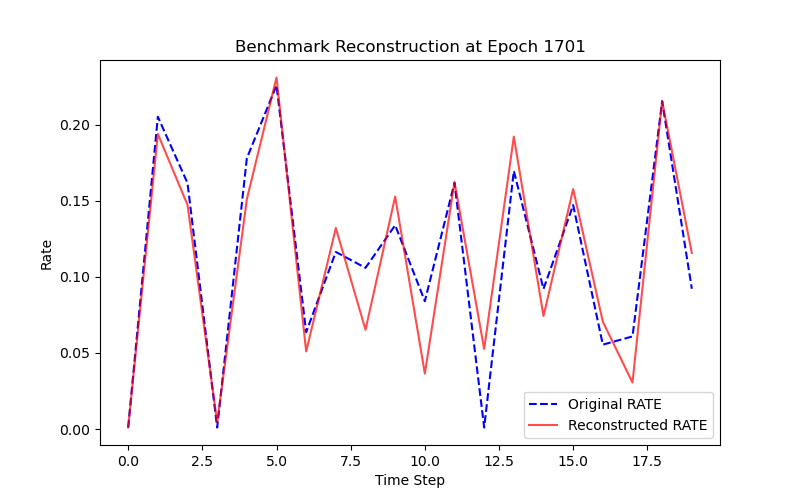 Benchmark Reconstruction at Epoch 1701
0.20
0.15
0.10
0.05
0.00
Rate
0.0 2.5 5.0 7.5 10.0 12.5 15.0 17.5
Time Step
Original RATE
Reconstructed RATE